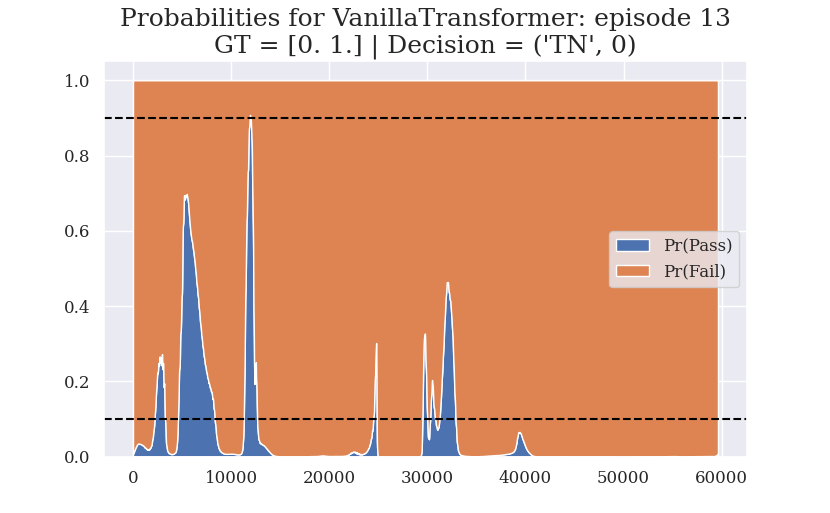 Probabilities for VanillaTransformer: episode 13
GT = [0. 1.] | Decision = ('TN', 0)
1.0
0.8
0.6
0.4
0.2
0.0
Pr(Pass)
Pr(Fail)
0 10000 20000 30000 40000 50000 60000